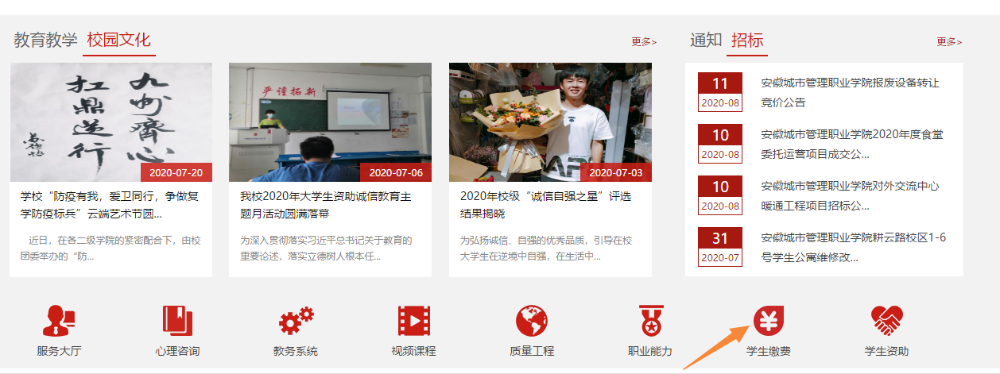 教育教学 校园文化 更多>
通知 招标 更多>
九州齊心
扛鼎逆行
严谨拓新
2020-07-20
学校“防疫有我，爱卫同行，争做复
学防疫标兵”云端艺术节圆...
近日，在各二级学院的紧密配合下，由校
团委举办的“防...
2020-07-06
我校2020年大学生资助诚信教育主
题月活动圆满落幕
为深入贯彻落实习近平总书记关于教育的
重要论述，落实立德树人根本任...
2020-07-03
2020年校级“诚信自强之星”评选
结果揭晓
为弘扬诚信、自强的优秀品质，引导在校
大学生在逆境中自强，在生活中...
11
2020-08
安徽城市管理职业学院报废设备转让
竞价公告
10
2020-08
安徽城市管理职业学院2020年度食堂
委托运营项目成交公...
10
2020-08
安徽城市管理职业学院对外交流中心
暖通工程项目招标公...
31
2020-07
安徽城市管理职业学院耕云路校区1-6
号学生公寓维修改...
服务大厅
心理咨询
教务系统
视频课程
质量工程
职业能力
学生缴费
学生资助